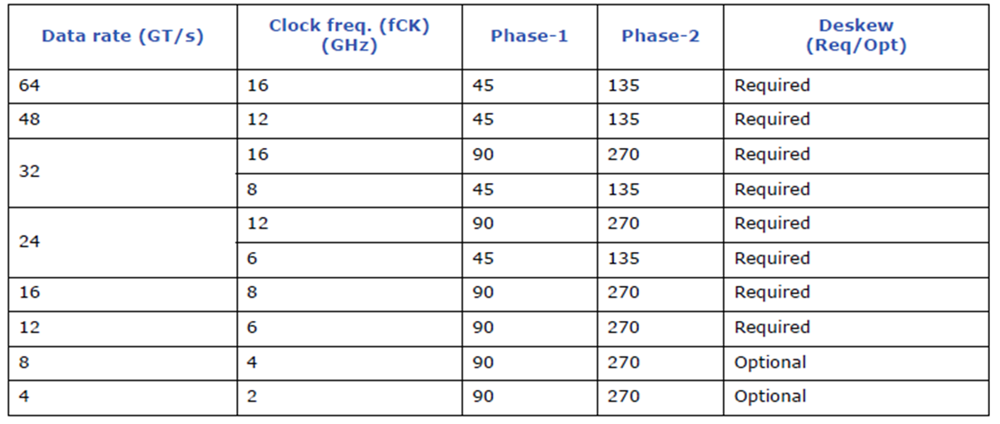 Data rate (GT/s) Clock freq. (fCK) (GHz) Phase-1 Phase-2 Deskew (Req/Opt)
64 16 45 135 Required
48 12 45 135 Required
32 16 90 270 Required
8 45 135 Required
24 12 90 270 Required
6 45 135 Required
16 8 90 270 Required
12 6 90 270 Required
8 4 90 270 Optional
4 2 90 270 Optional